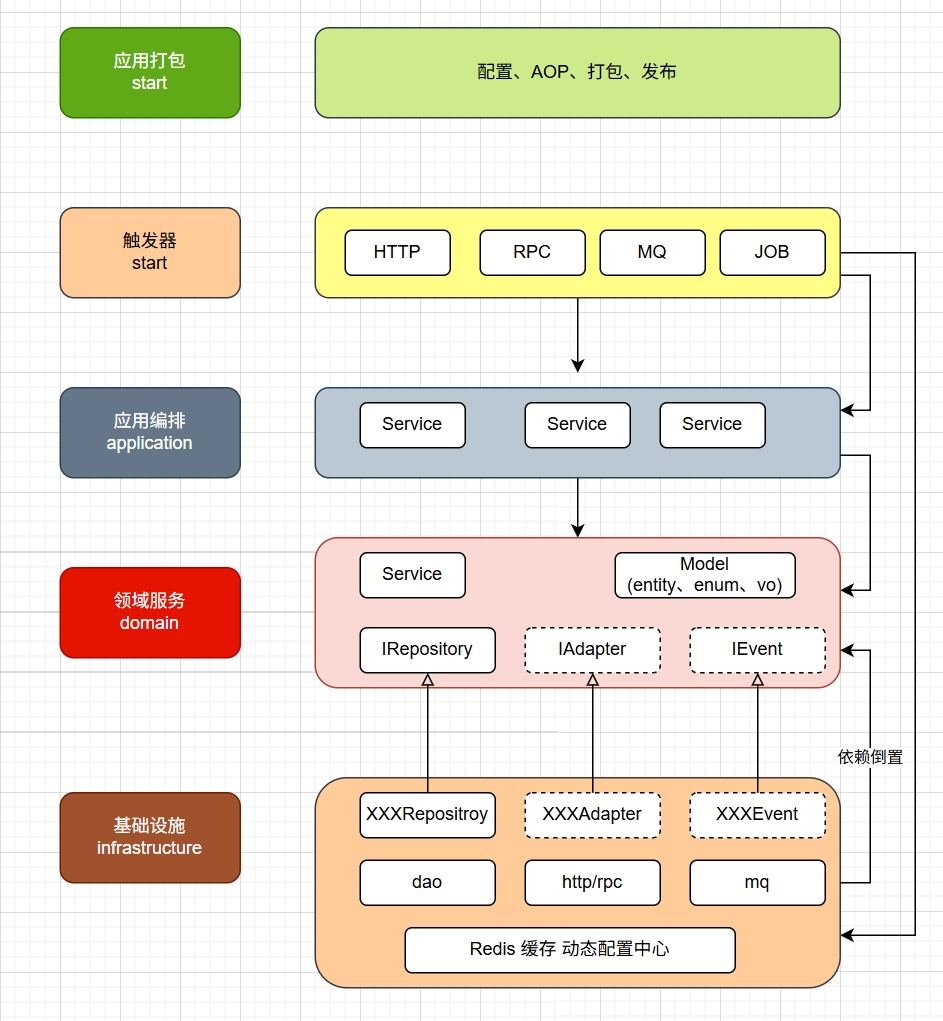 应用打包
start
配置、AOP、打包、发布
触发器
start
HTTP
RPC
MQ
JOB
应用编排
application
Service
Service
Service
领域服务
domain
Service
Model
(entity、enum、vo)
IRepository
IAdapter
IEvent
依赖倒置
基础设施
infrastructure
XXXRepositroy
XXXAdapter
XXXEvent
dao
http/rpc
mq
Redis 缓存 动态配置中心